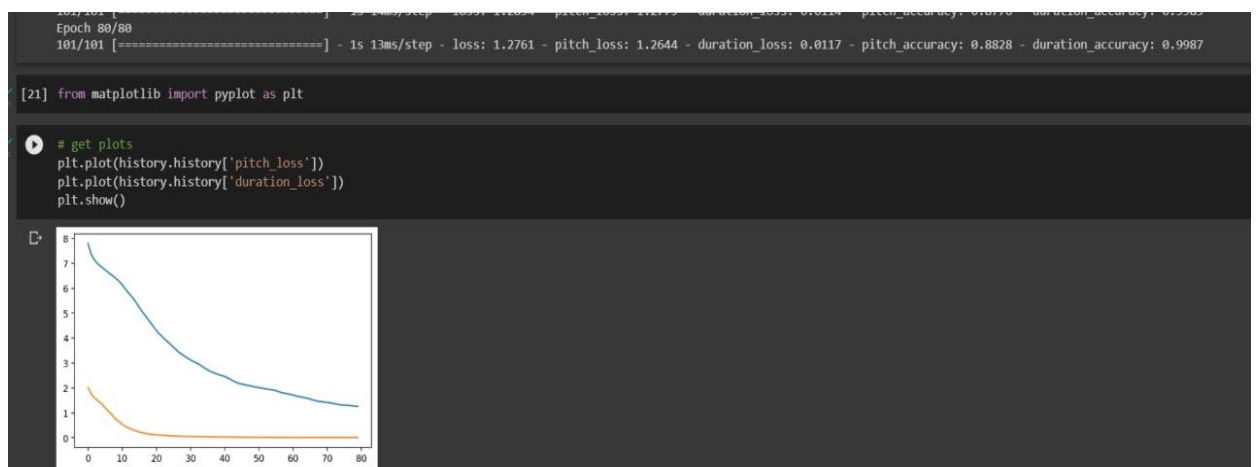 Epoch 80/80
101/101 [==============================] - 1s 13ms/step - loss: 1.2761 - pitch_loss: 1.2644 - duration_loss: 0.0117 - pitch_accuracy: 0.8828 - duration_accuracy: 0.9987
[21] from matplotlib import pyplot as plt
# get plots
plt.plot(history.history['pitch_loss'])
plt.plot(history.history['duration_loss'])
plt.show()
8
7
6
5
4
3
2
1
0
0 10 20 30 40 50 60 70 80